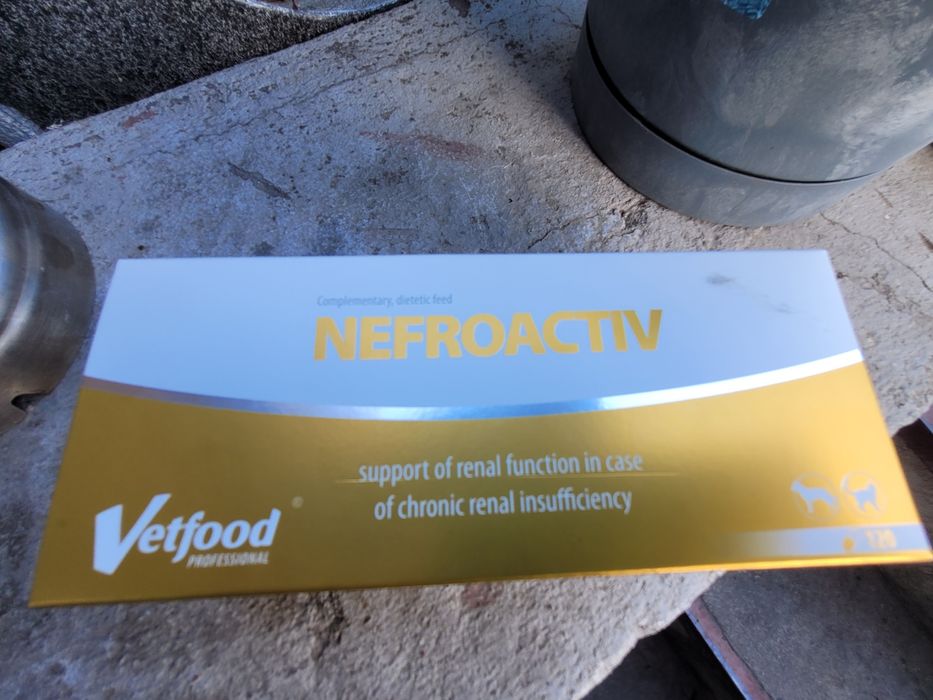 Complementary, dietetic feed
NEFROACTIV
support of renal function in case
of chronic renal insufficiency
Vetfood®
PROFESSIONAL
120